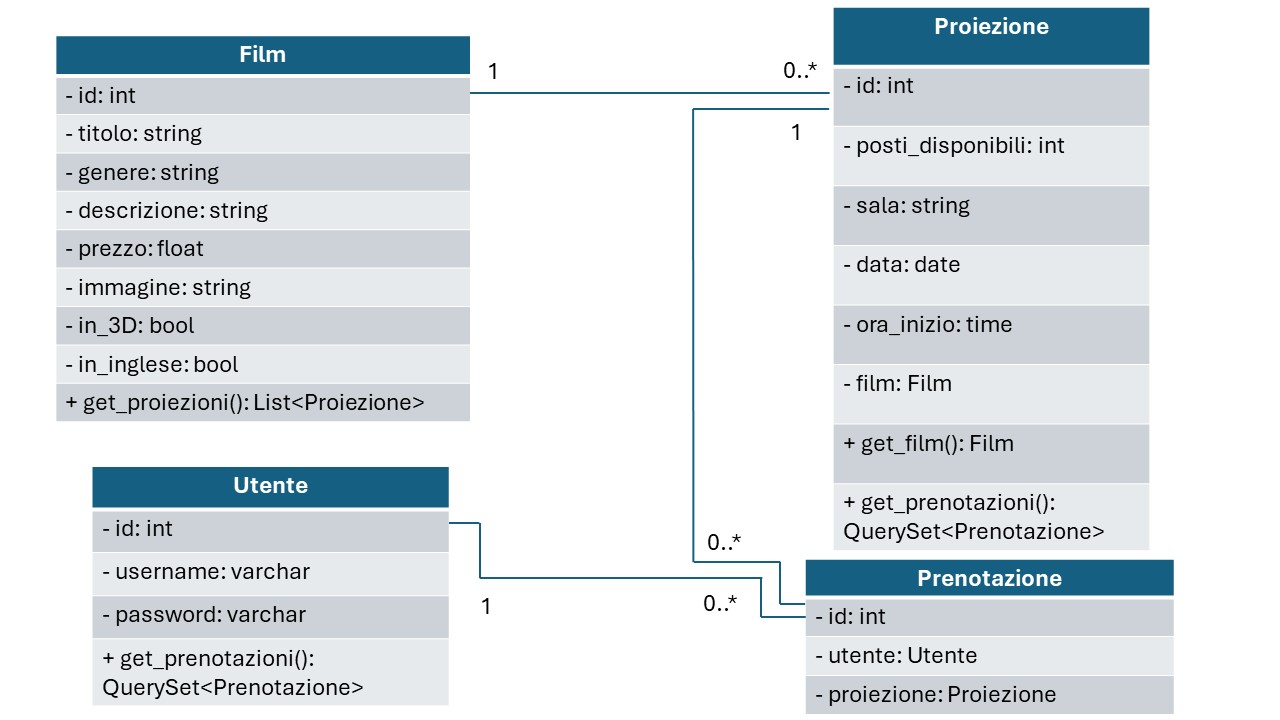 Film
- id: int
- titolo: string
- genere: string
- descrizione: string
- prezzo: float
- immagine: string
- in_3D: bool
- in_inglese: bool
+ get_proiezioni(): List<Proiezione>
1
0..*
Proiezione
- id: int
- posti_disponibili: int
- sala: string
- data: date
- ora_inizio: time
- film: Film
+ get_film(): Film
+ get_prenotazioni():
QuerySet<Prenotazione>
1
0..*
Utente
- id: int
- username: varchar
- password: varchar
+ get_prenotazioni():
QuerySet<Prenotazione>
1
0..*
Prenotazione
- id: int
- utente: Utente
- proiezione: Proiezione